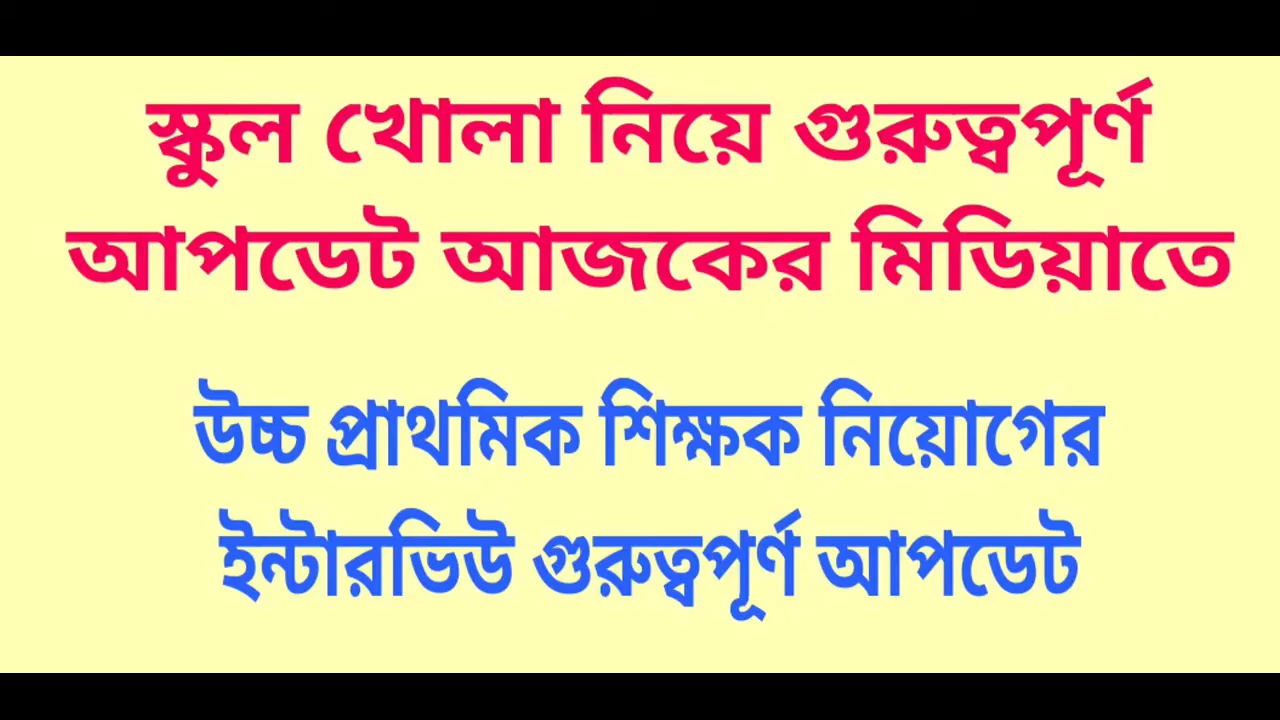 স্কুল খোলা নিয়ে গুরুত্বপূর্ণ
আপডেট আজকের মিডিয়াতে
উচ্চ প্রাথমিক শিক্ষক নিয়োগের
ইন্টারভিউ গুরুত্বপূর্ণ আপডেট